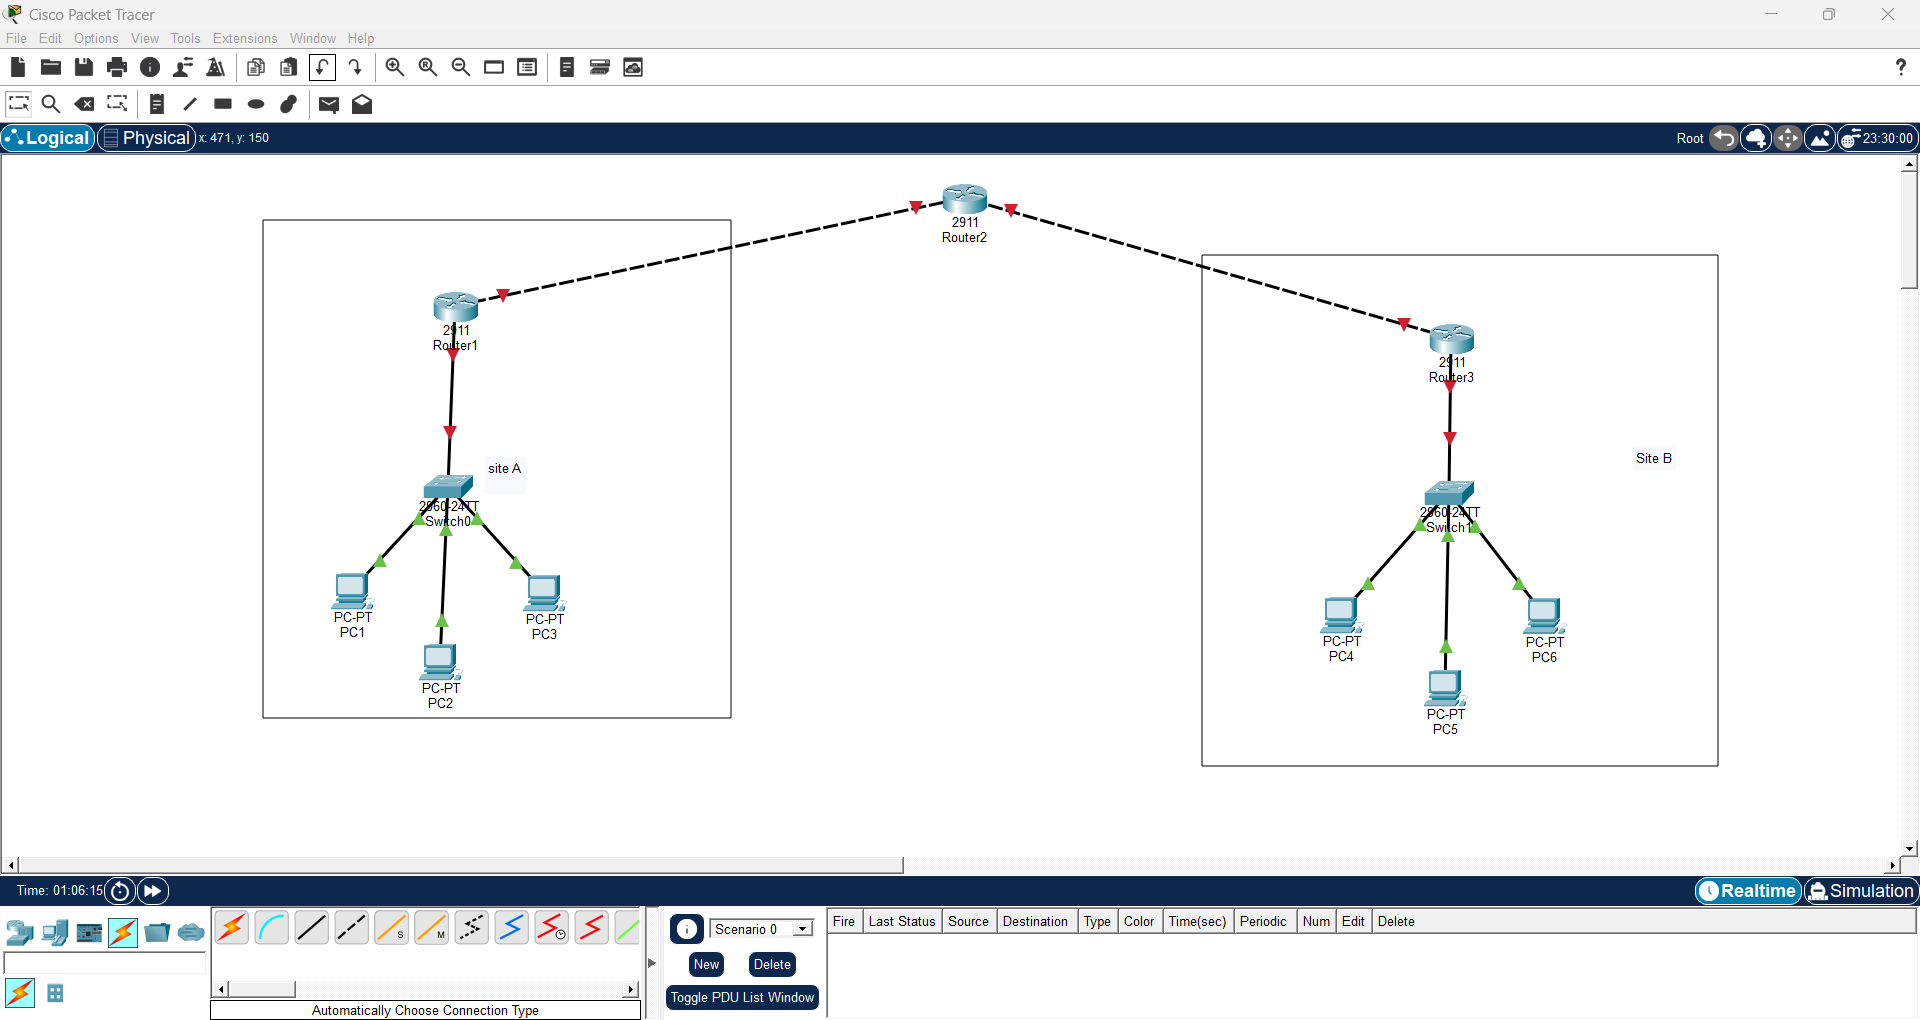 Cisco Packet Tracer
File Edit Options View Tools Extensions Window Help
?
Logical Physical x: 471, y: 150 Root 23:30:00
2911
Router2
2911
Router1
2911
Router3
site A
Site B
2960-24TT
Switch0
2960-24TT
Switch1
PC-PT
PC1
PC-PT
PC3
PC-PT
PC2
PC-PT
PC4
PC-PT
PC6
PC-PT
PC5
Time: 01:06:15 Realtime Simulation
S M
Scenario 0
New Delete
Toggle PDU List Window
Fire Last Status Source Destination Type Color Time(sec) Periodic Num Edit Delete
Automatically Choose Connection Type